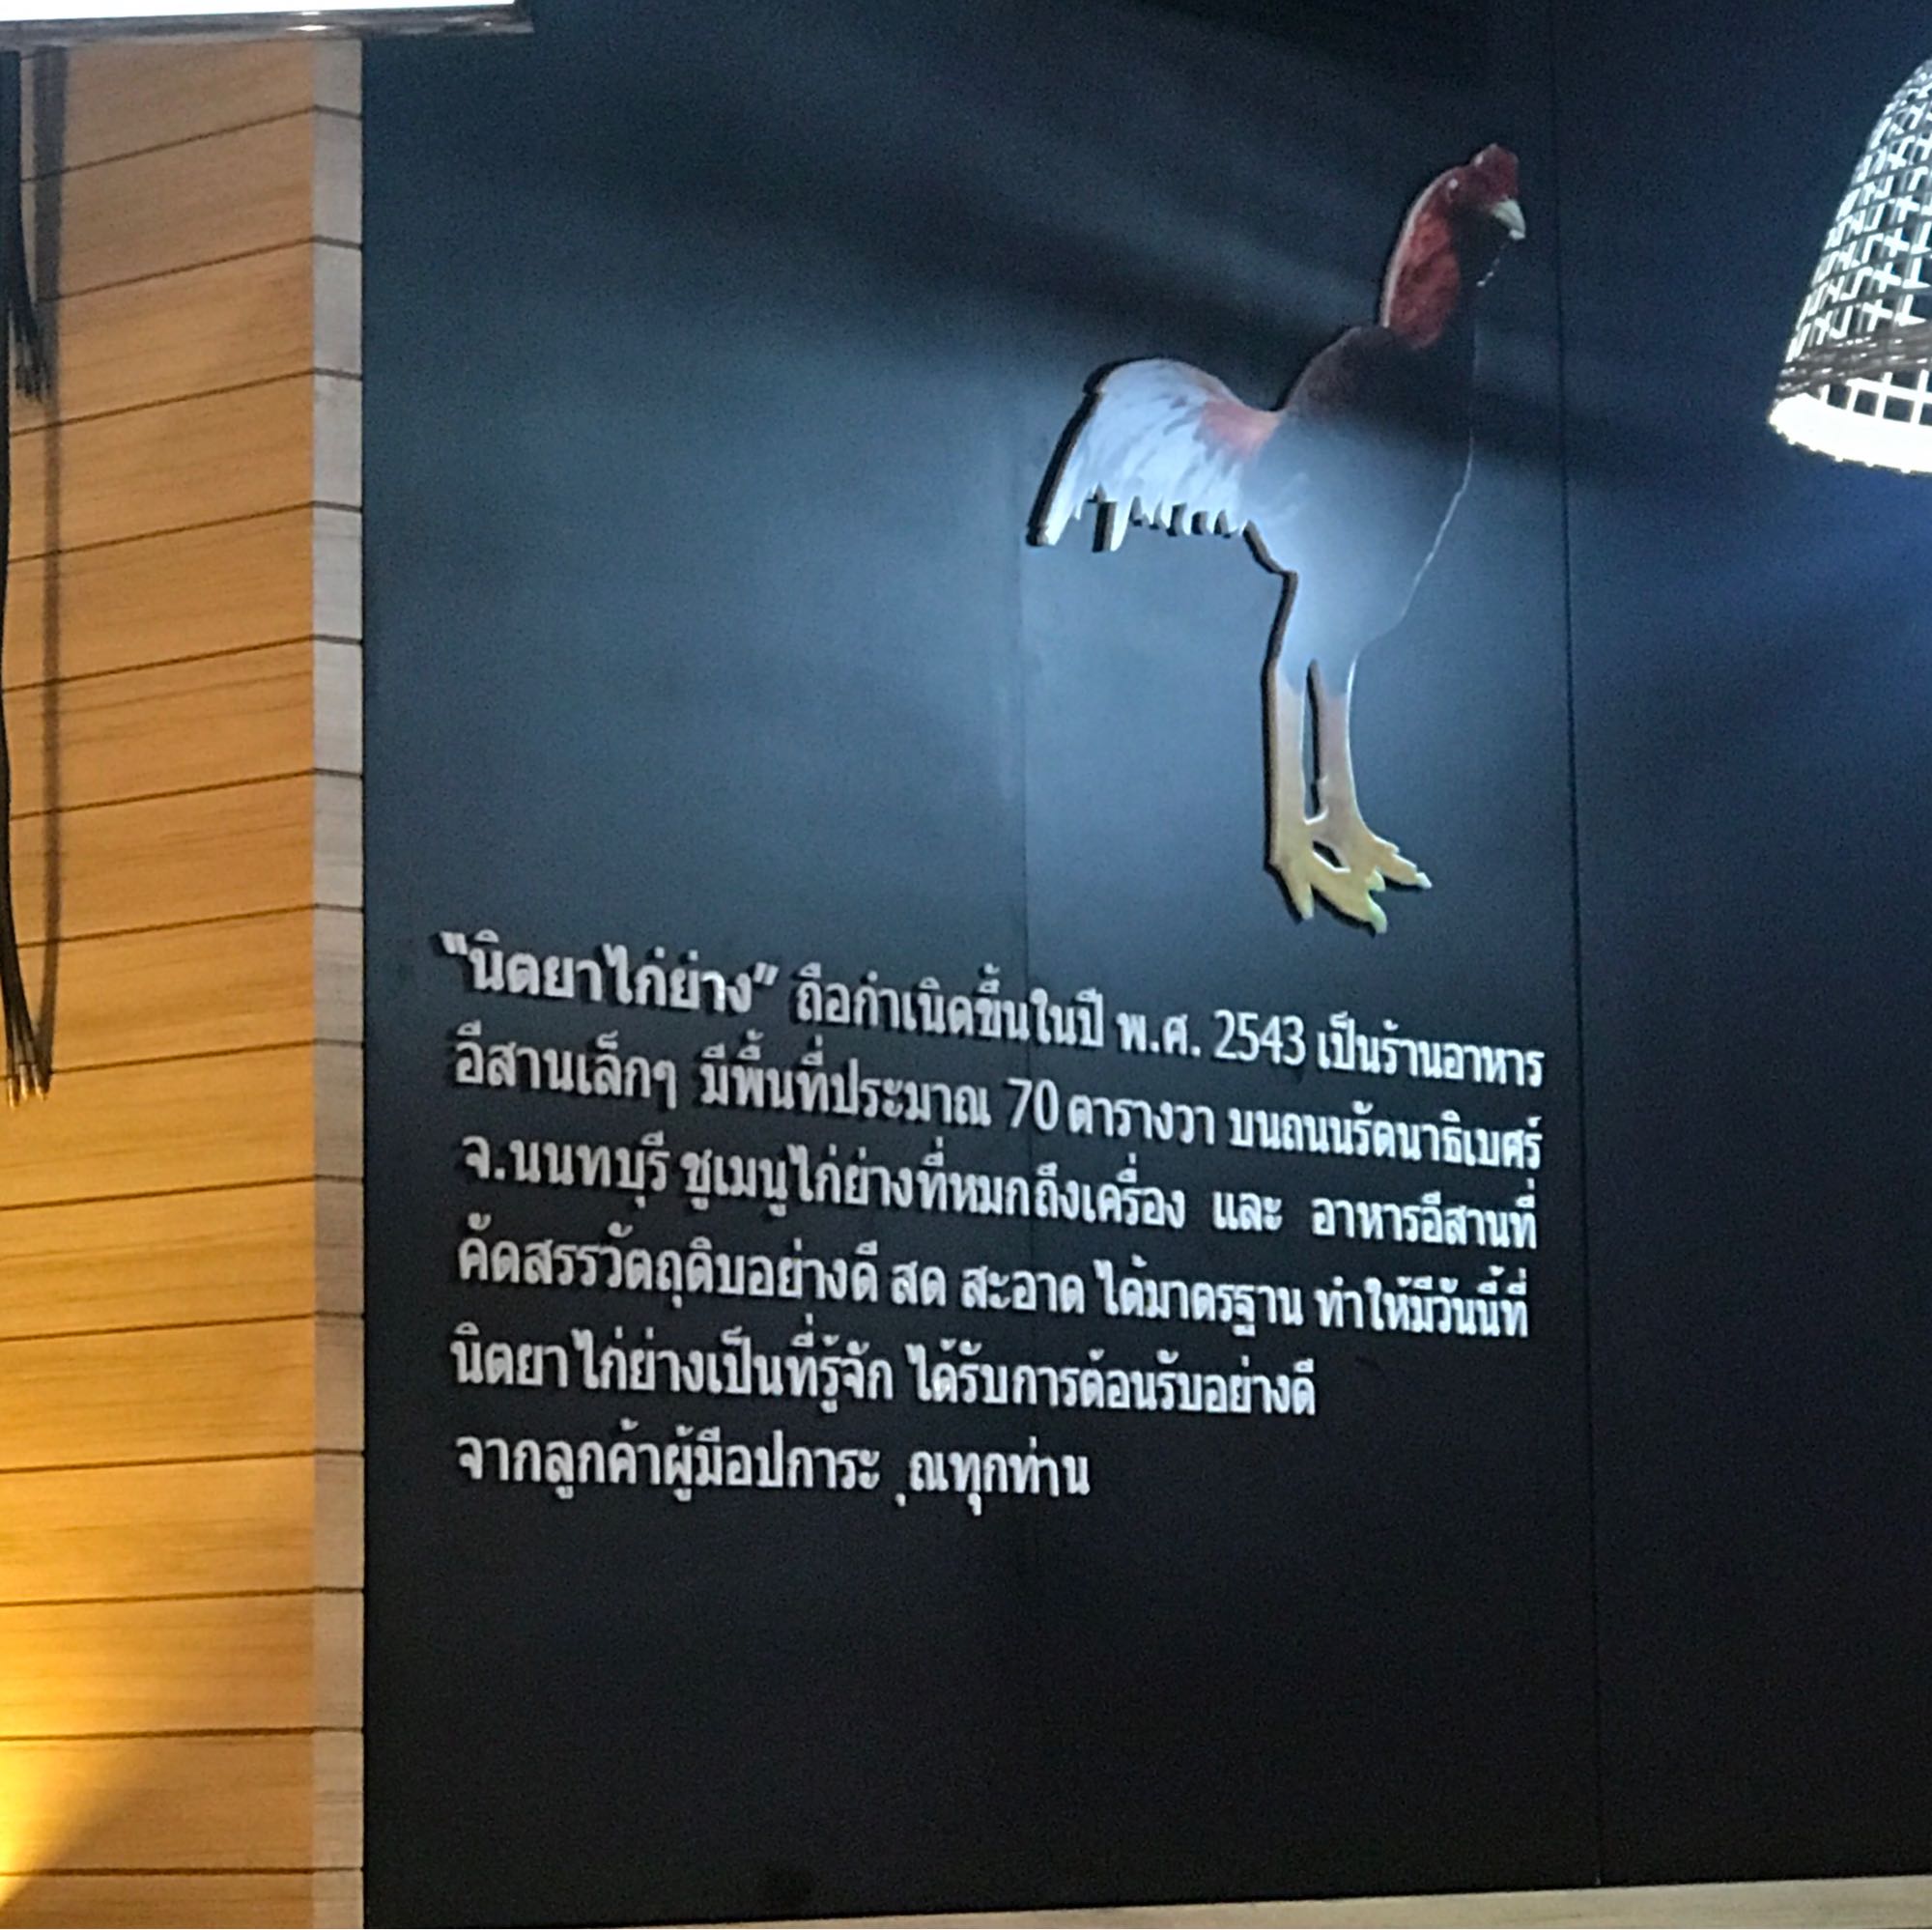 “นิตยาไก่ย่าง” ถือกำเนิดขึ้นในปี พ.ศ. 2543 เป็นร้านอาหาร
อีสานเล็กๆ มีพื้นที่ประมาณ 70 ตารางวา บนถนนรัตนาธิเบศร์
จ.นนทบุรี ชูเมนูไก่ย่างที่หมกถึงเครื่อง และ อาหารอีสานที่
คัดสรรวัตถุดิบอย่างดี สด สะอาด ได้มาตรฐาน ทำให้มีวันนี้ที่
นิตยาไก่ย่างเป็นที่รู้จัก ได้รับการต้อนรับอย่างดี
จากลูกค้าผู้มีอปการะ ุณทุกท่าน